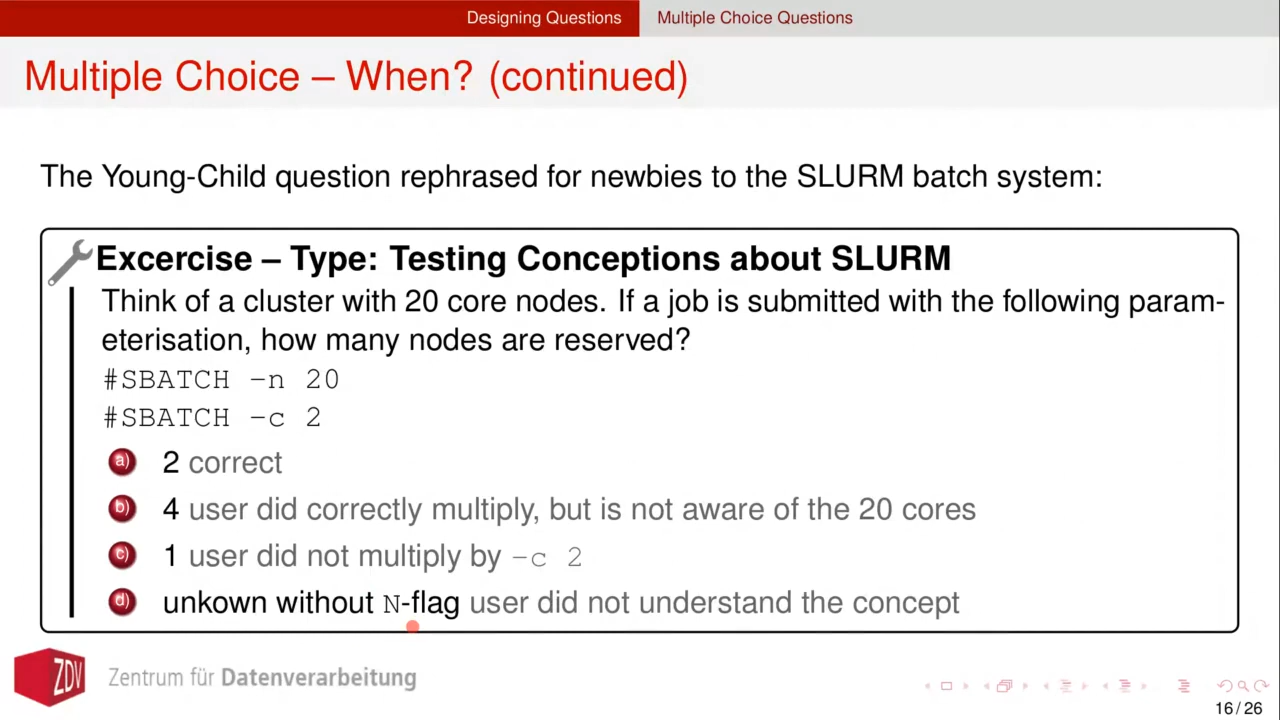 Designing Questions Multiple Choice Questions
Multiple Choice – When? (continued)
The Young-Child question rephrased for newbies to the SLURM batch system:
Excercise – Type: Testing Conceptions about SLURM
Think of a cluster with 20 core nodes. If a job is submitted with the following param-
eterisation, how many nodes are reserved?
#SBATCH -n 20
#SBATCH -c 2
a) 2 correct
b) 4 user did correctly multiply, but is not aware of the 20 cores
c) 1 user did not multiply by -c 2
d) unkown without N-flag user did not understand the concept
ZDV Zentrum für Datenverarbeitung
16 / 26